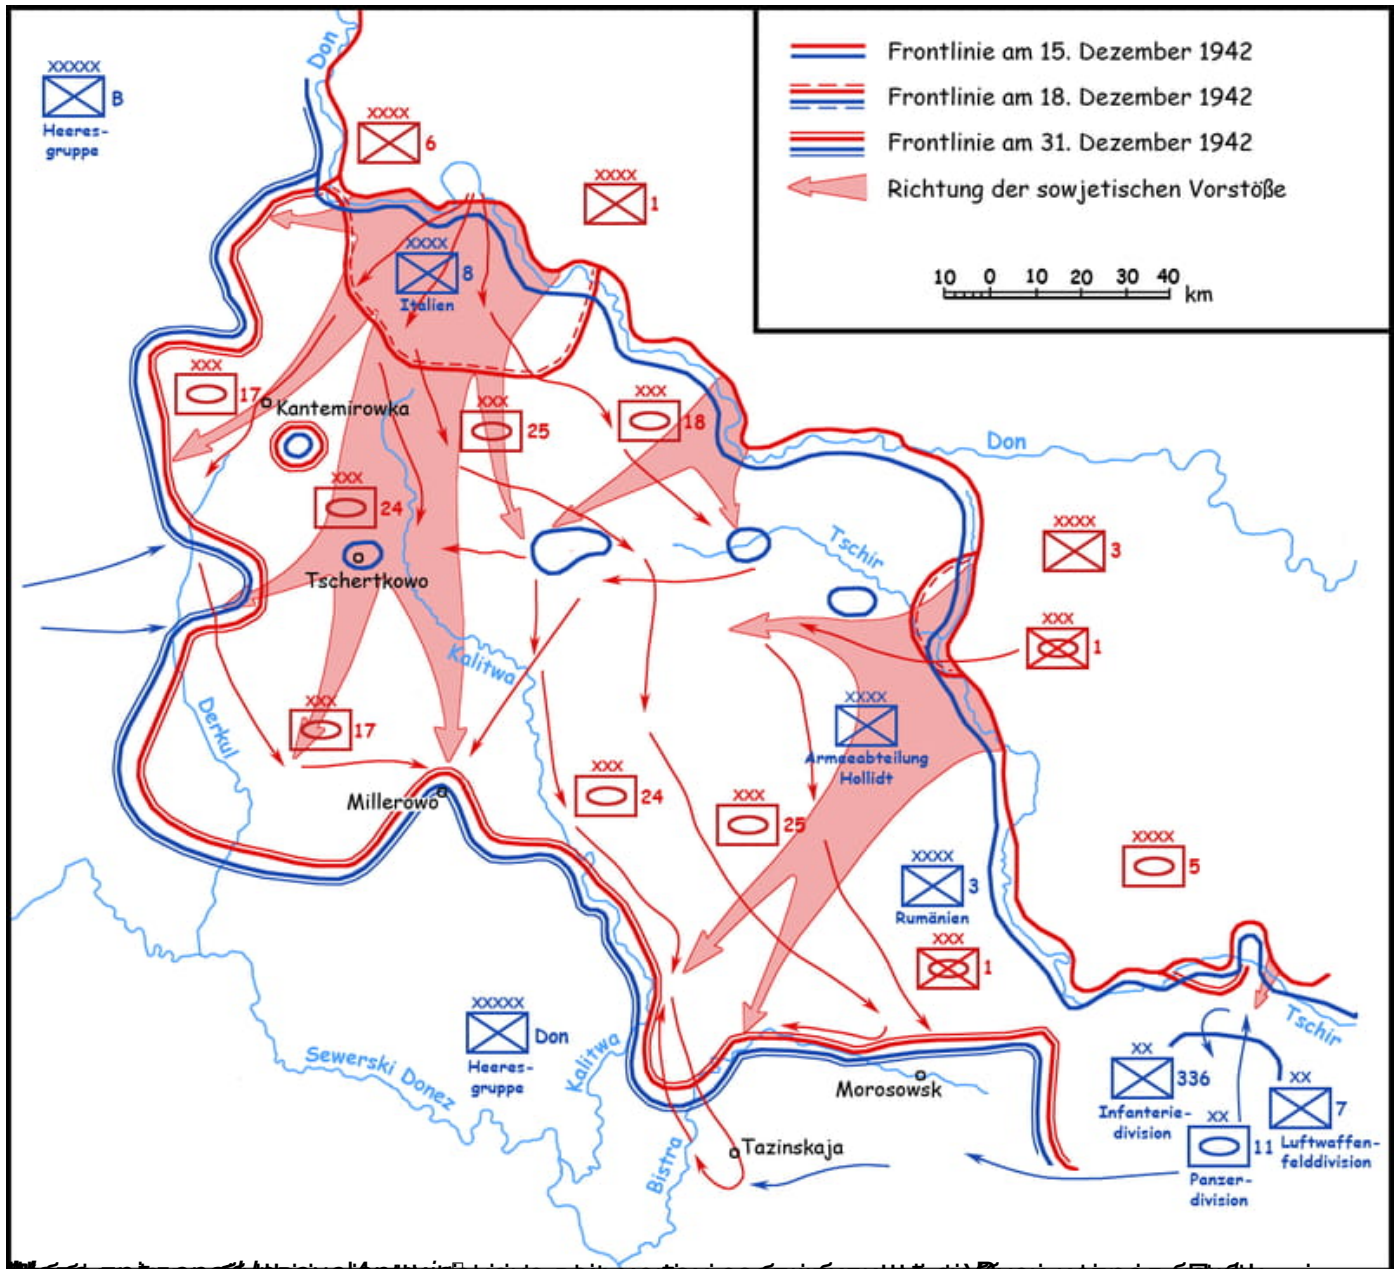 Don
XXXXX
B
Heeres-
gruppe
XXXX
6
XXXX
1
Frontlinie am 15. Dezember 1942
Frontlinie am 18. Dezember 1942
Frontlinie am 31. Dezember 1942
Richtung der sowjetischen Vorstöße
10 0 10 20 30 40
km
XXXX
8
Italien
XXX
17
Kantemirowka
XXX
25
XXX
18
Don
XXX
24
Tschertkowo
Tschir
XXXX
3
XXX
1
Kalitwa
Derkul
XXX
17
Millerowo
XXXX
Armeeabteilung
Hollidt
XXX
24
XXX
25
XXXX
3
Rumänien
XXXX
5
XXX
1
XXXXX
Don
Heeres-
gruppe
Sewerski Donez
Kalitwa
Tschir
Morosowsk
XX
336
Infanterie-
division
XX
7
Luftwaffen-
felddivision
XX
11
Panzer-
division
Tazinskaja
Bistra